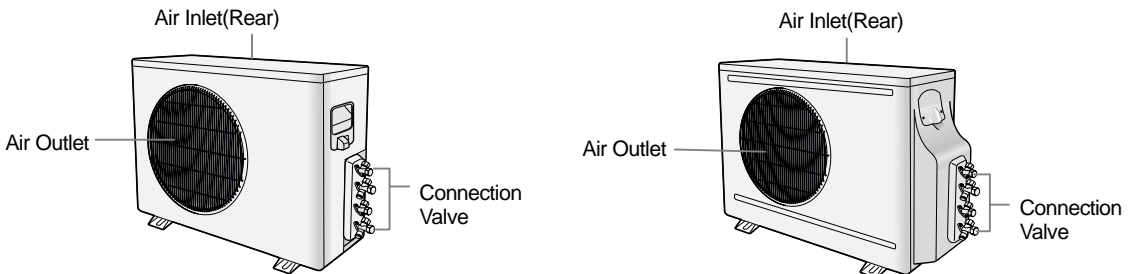 Air Inlet(Rear)
Air Outlet
Connection
Valve
Air Inlet(Rear)
Air Outlet
Connection
Valve